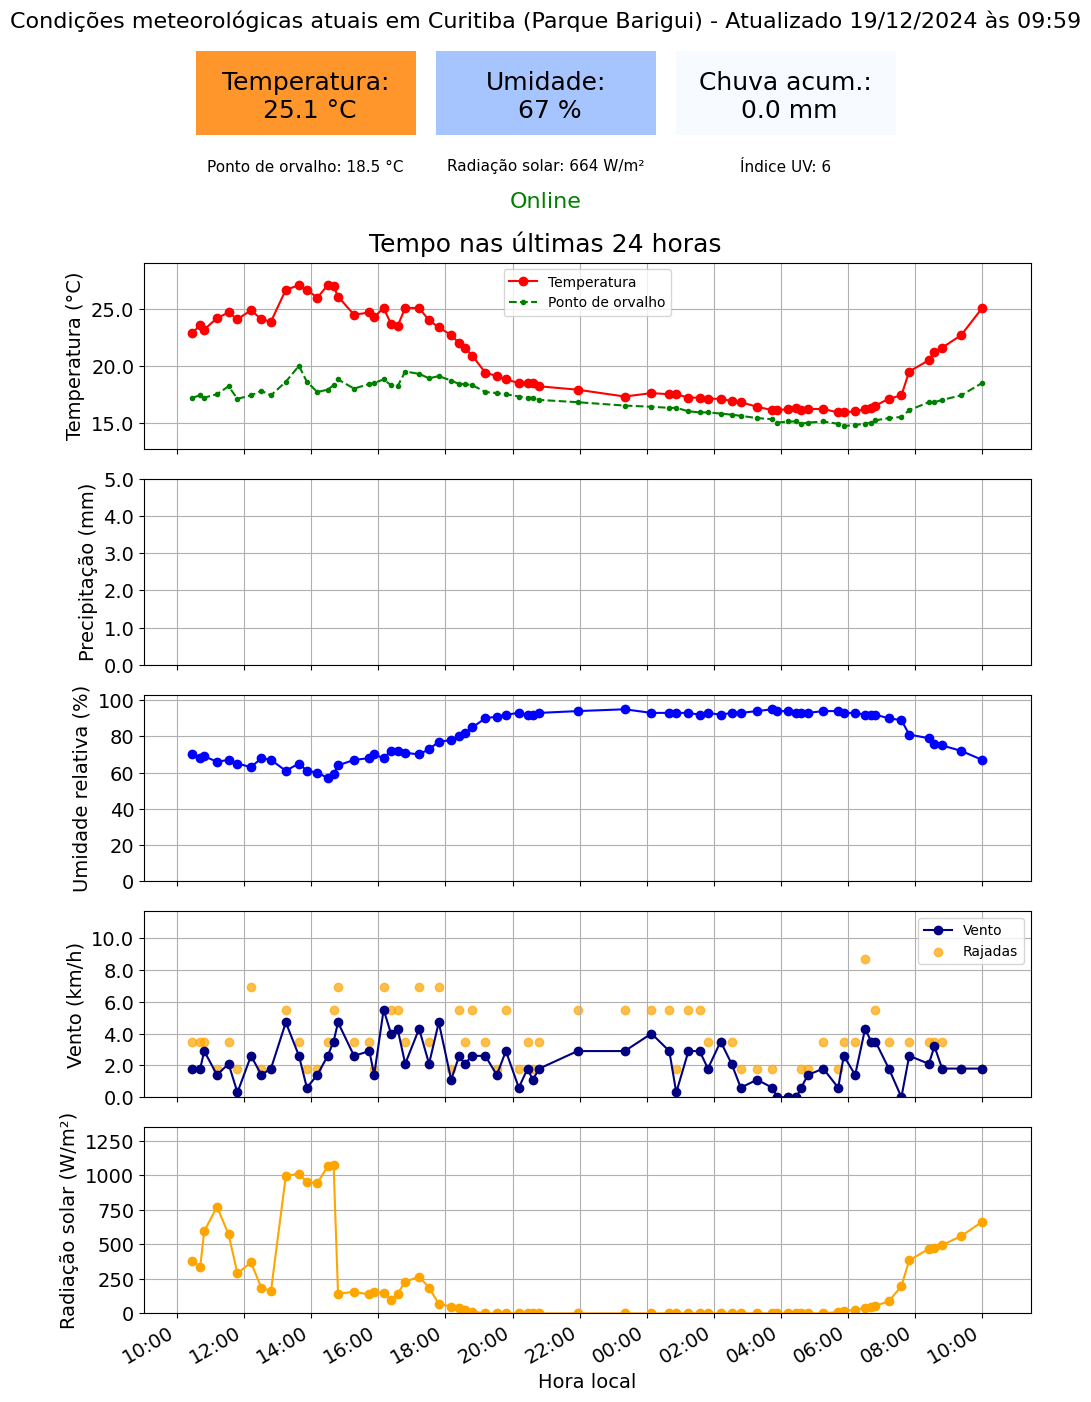 Condições meteorológicas atuais em Curitiba (Parque Barigui) - Atualizado 19/12/2024 às 09:59
Temperatura:
25.1 °C
Umidade:
67 %
Chuva acum.:
0.0 mm
Ponto de orvalho: 18.5 °C
Radiação solar: 664 W/m²
Índice UV: 6
Online
Tempo nas últimas 24 horas
Temperatura (°C)
25.0
20.0
15.0
Temperatura
Ponto de orvalho
Precipitação (mm)
5.0
4.0
3.0
2.0
1.0
0.0
Umidade relativa (%)
100
80
60
40
20
0
Vento (km/h)
10.0
8.0
6.0
4.0
2.0
0.0
Vento
Rajadas
Radiação solar (W/m²)
1250
1000
750
500
250
0
10:00
12:00
14:00
16:00
18:00
20:00
22:00
00:00
02:00
04:00
06:00
08:00
10:00
Hora local